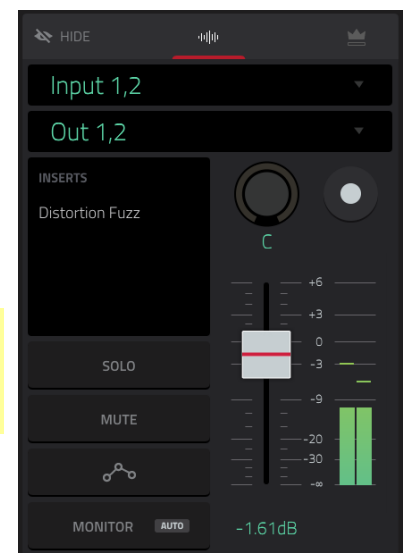 HIDE
Input 1,2
Out 1,2
INSERTS
Distortion Fuzz
C
+6
+3
0
-3
-9
-20
-30
-∞
SOLO
MUTE
MONITOR AUTO
-1.61dB